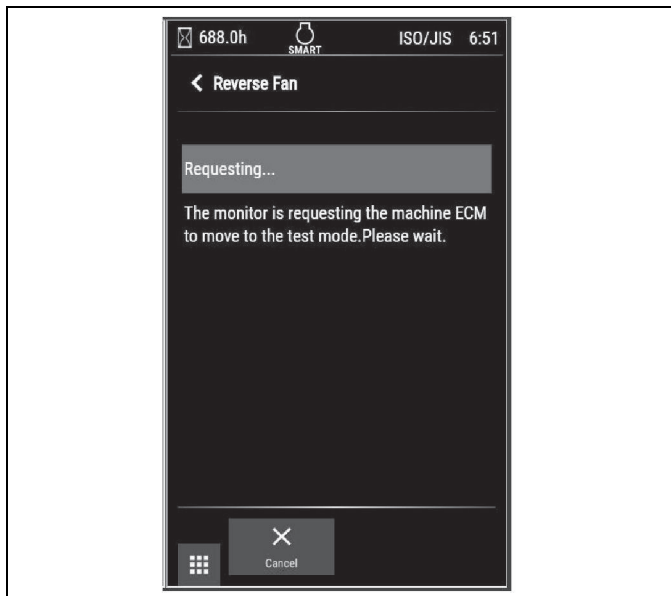 688.0h SMART ISO/JIS 6:51
Reverse Fan
Requesting...
The monitor is requesting the machine ECM
to move to the test mode.Please wait.
Cancel